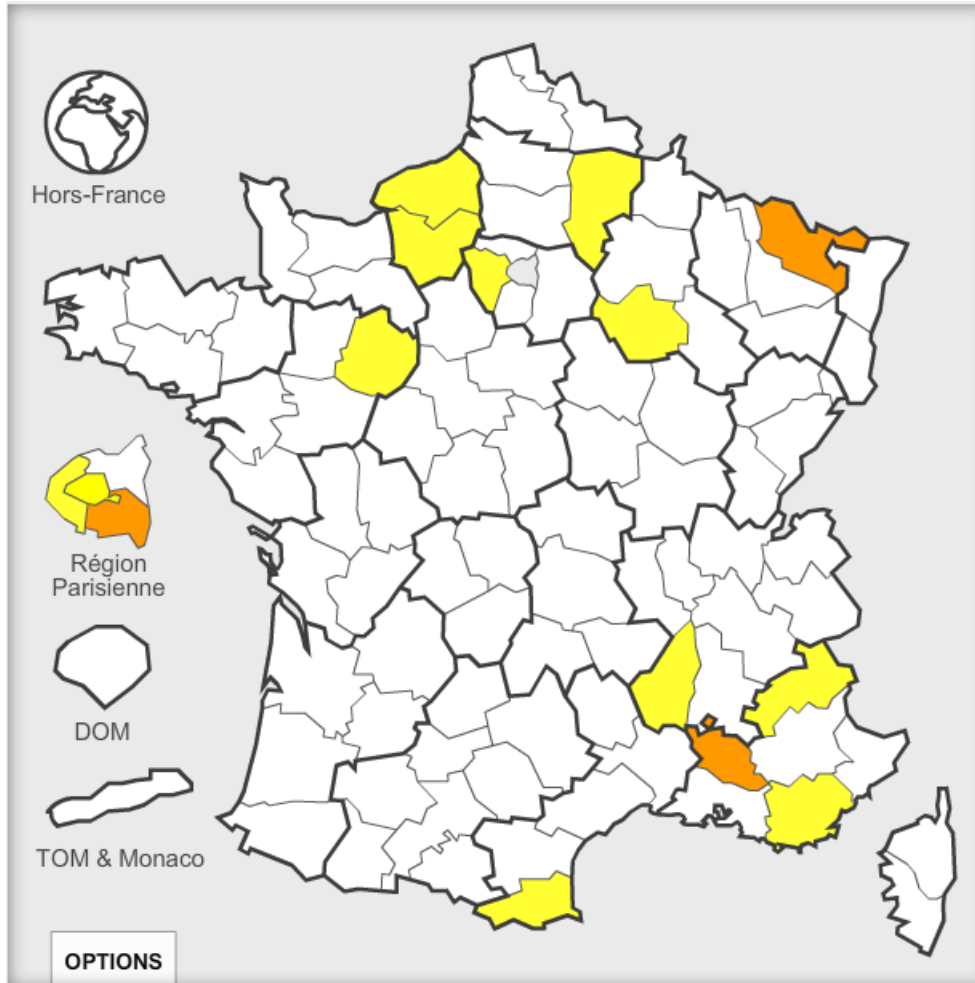 Hors-France
Région
Parisienne
DOM
TOM & Monaco
OPTIONS